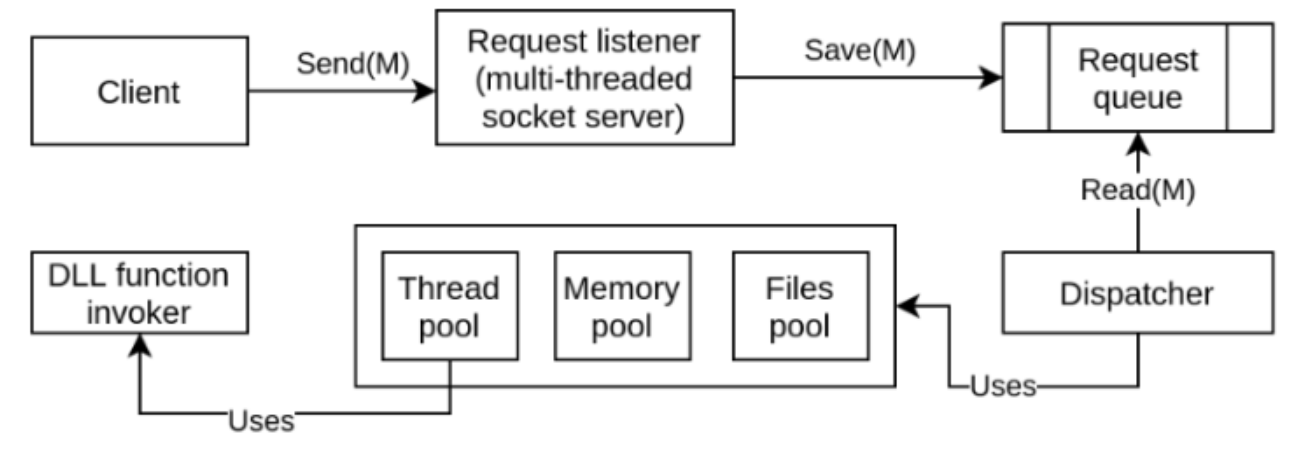 Client
Send(M)
Request listener
(multi-threaded
socket server)
Save(M)
Request
queue
Read(M)
DLL function
invoker
Thread
pool
Memory
pool
Files
pool
Dispatcher
Uses
Uses